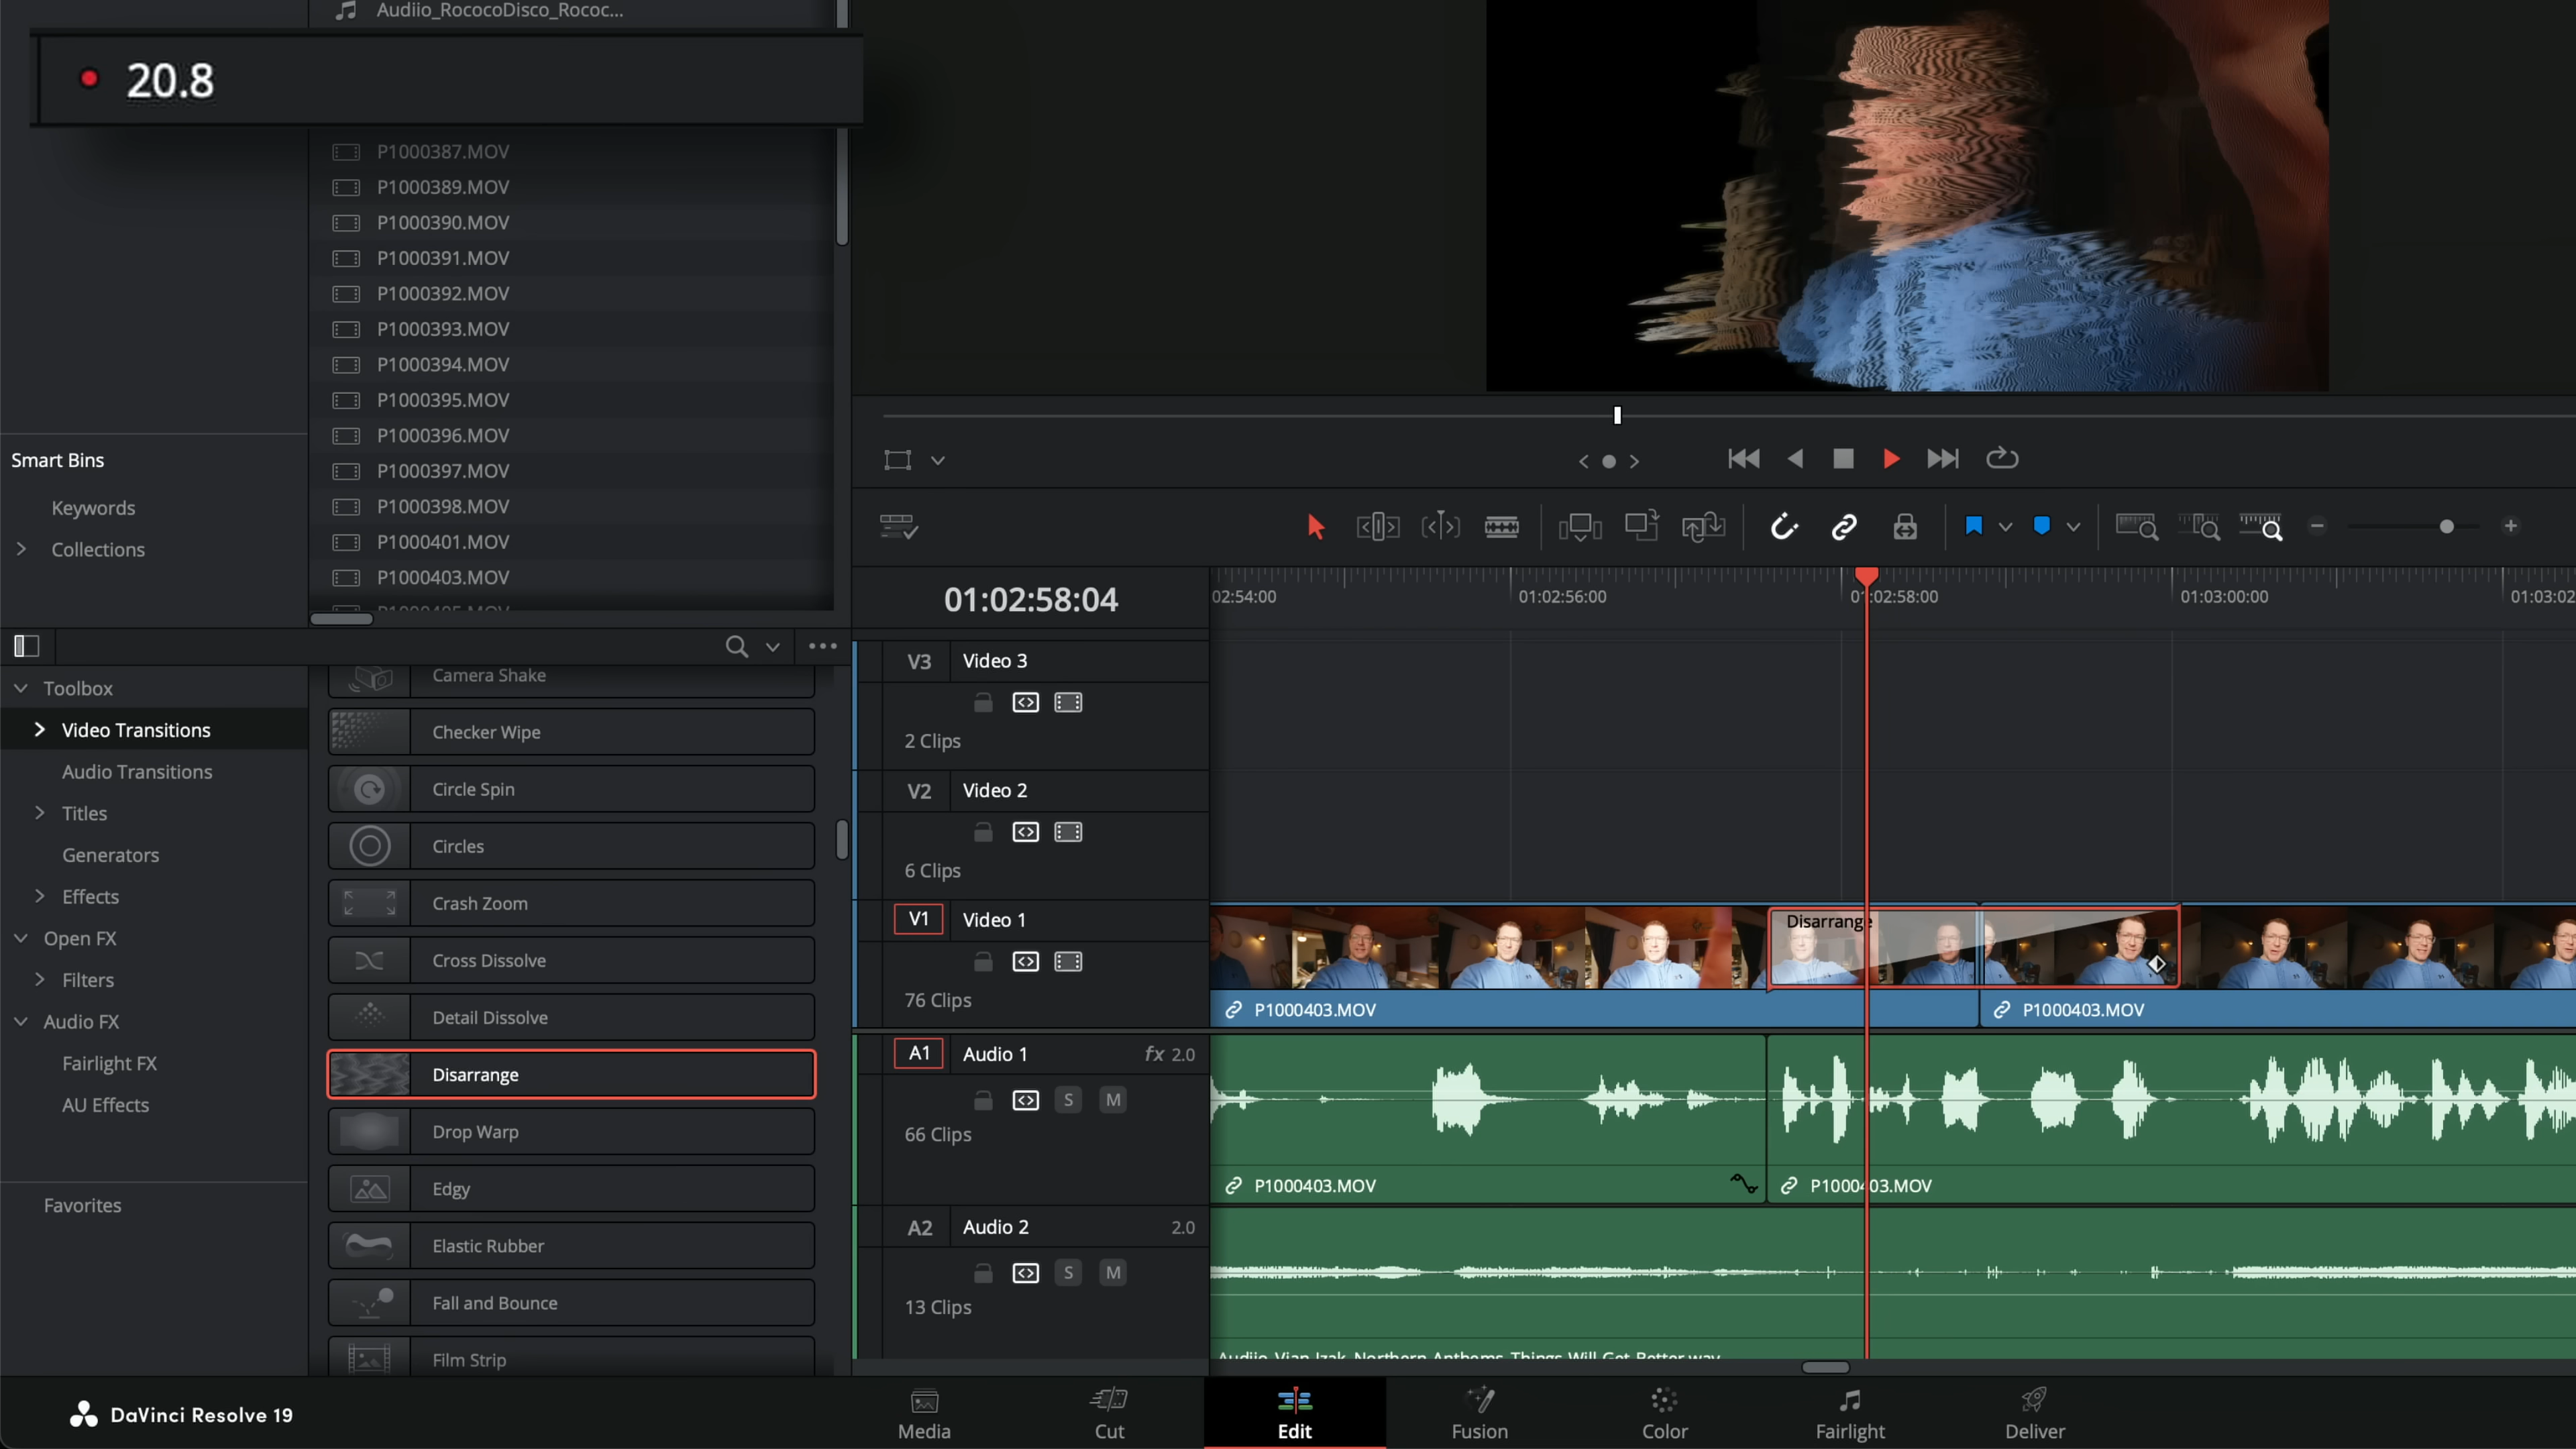 Audiio_RococoDisco_Rococ...
20.8
P1000387.MOV
P1000389.MOV
P1000390.MOV
P1000391.MOV
P1000392.MOV
P1000393.MOV
P1000394.MOV
P1000395.MOV
P1000396.MOV
P1000397.MOV
P1000398.MOV
P1000401.MOV
P1000403.MOV
Smart Bins
Keywords
Collections
Toolbox
Video Transitions
Audio Transitions
Titles
Generators
Effects
Open FX
Filters
Audio FX
Fairlight FX
AU Effects
Favorites
Camera Shake
Checker Wipe
Circle Spin
Circles
Crash Zoom
Cross Dissolve
Detail Dissolve
Disarrange
Drop Warp
Edgy
Elastic Rubber
Fall and Bounce
Film Strip
01:02:58:04
02:54:00
01:02:56:00
01:02:58:00
01:03:00:00
01:03:02
V3 Video 3
2 Clips
V2 Video 2
6 Clips
V1 Video 1
76 Clips
Disarrange
P1000403.MOV
P1000403.MOV
A1 Audio 1 fx 2.0
S M
66 Clips
P1000403.MOV
P1000403.MOV
A2 Audio 2 2.0
S M
13 Clips
Audiio_Vian_Izak_Northern_Anthems_Things_Will_Get_Better.wav
DaVinci Resolve 19
Media
Cut
Edit
Fusion
Color
Fairlight
Deliver